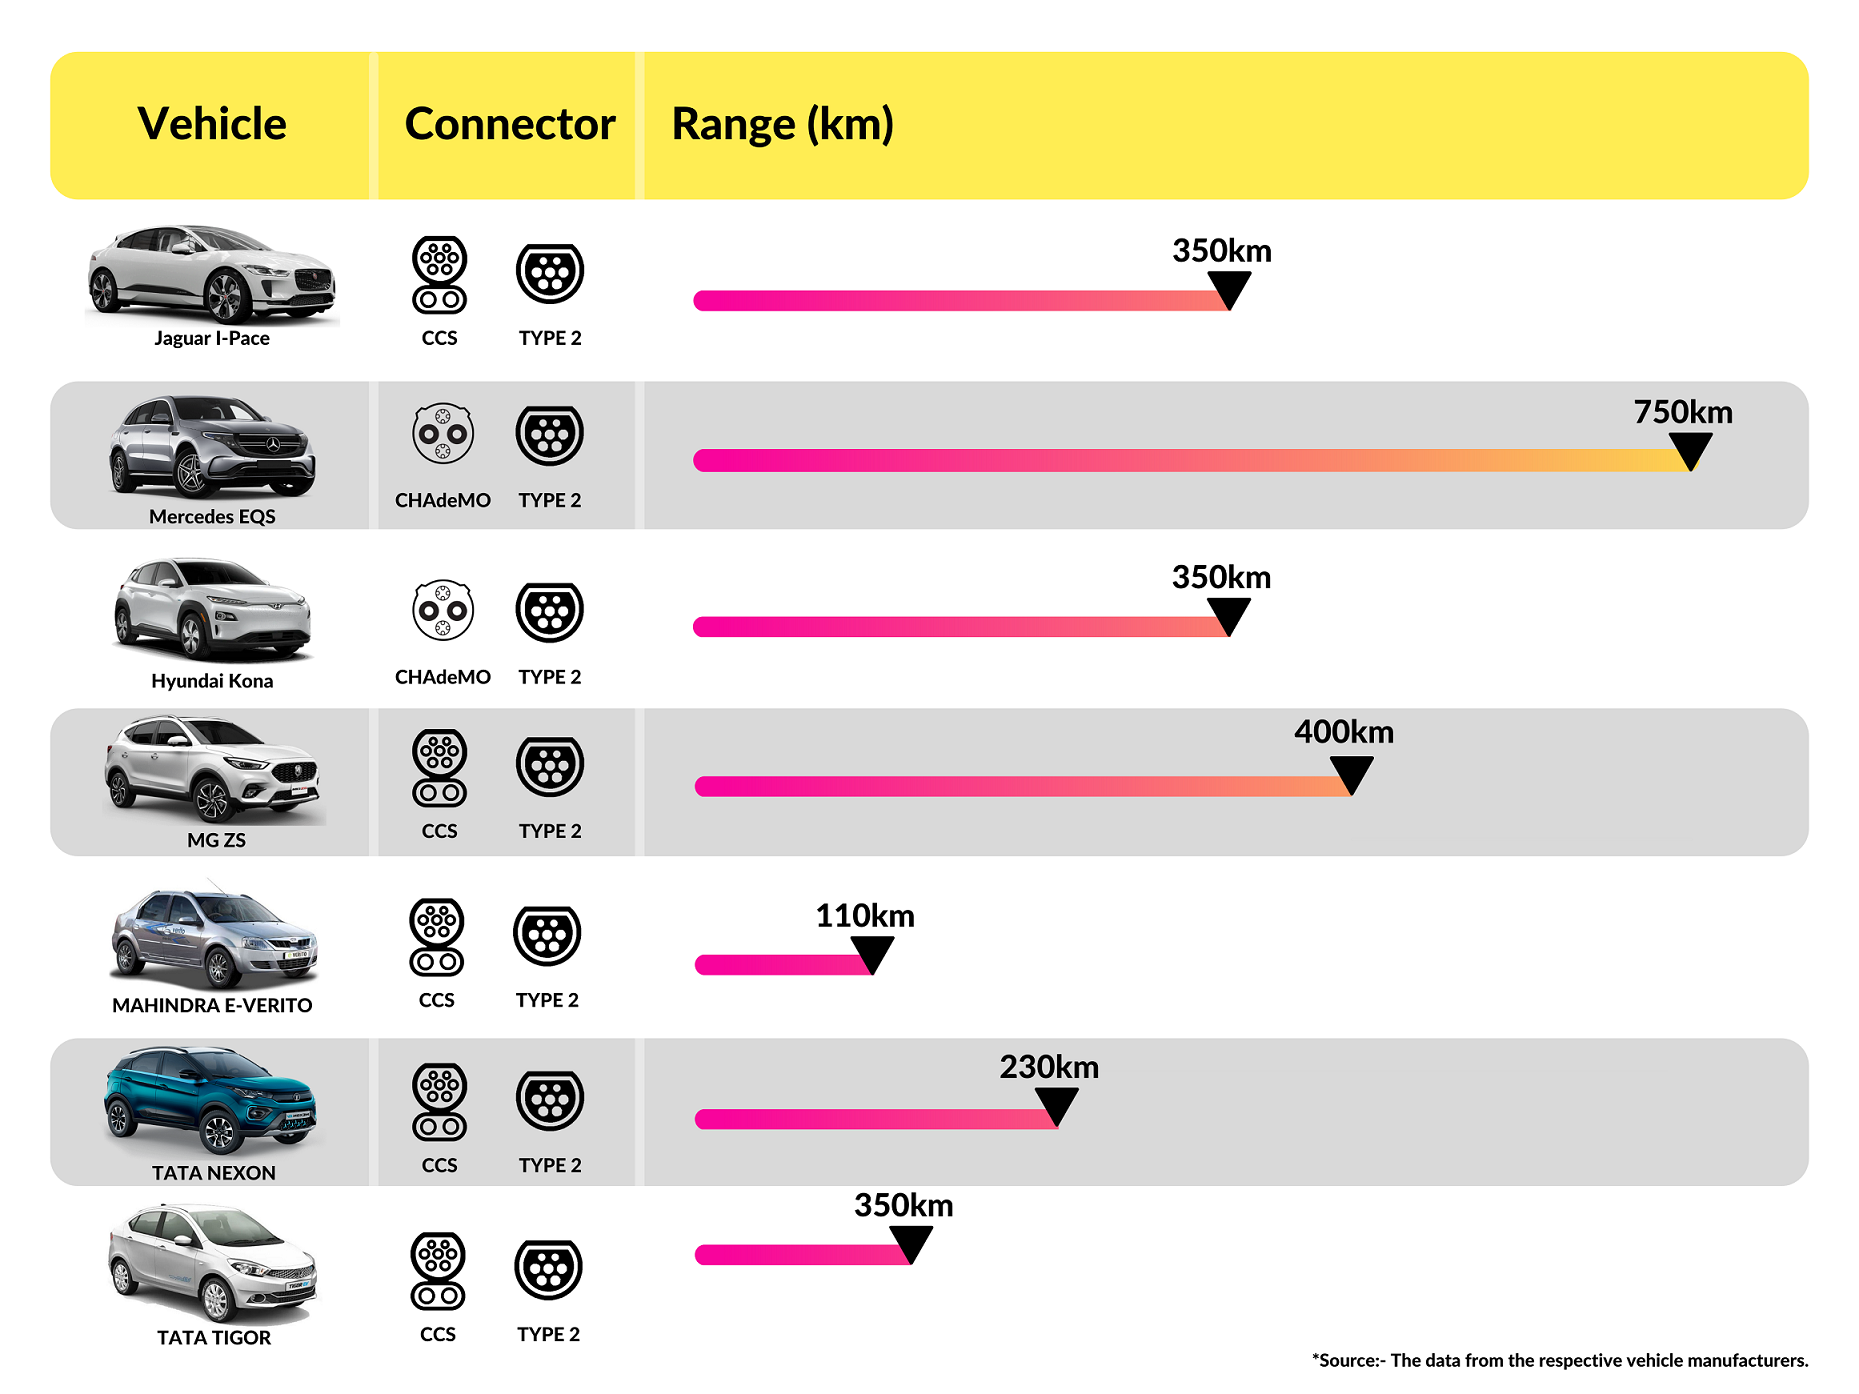 Vehicle
Connector
Range (km)
350km
Jaguar I-Pace
CCS
TYPE 2
750km
CHAdeMO
TYPE 2
Mercedes EQS
350km
CHAdeMO
TYPE 2
Hyundai Kona
400km
CCS
TYPE 2
MG ZS
110km
CCS
TYPE 2
MAHINDRA E-VERITO
230km
CCS
TYPE 2
TATA NEXON
350km
CCS
TYPE 2
TATA TIGOR
*Source:- The data from the respective vehicle manufacturers.